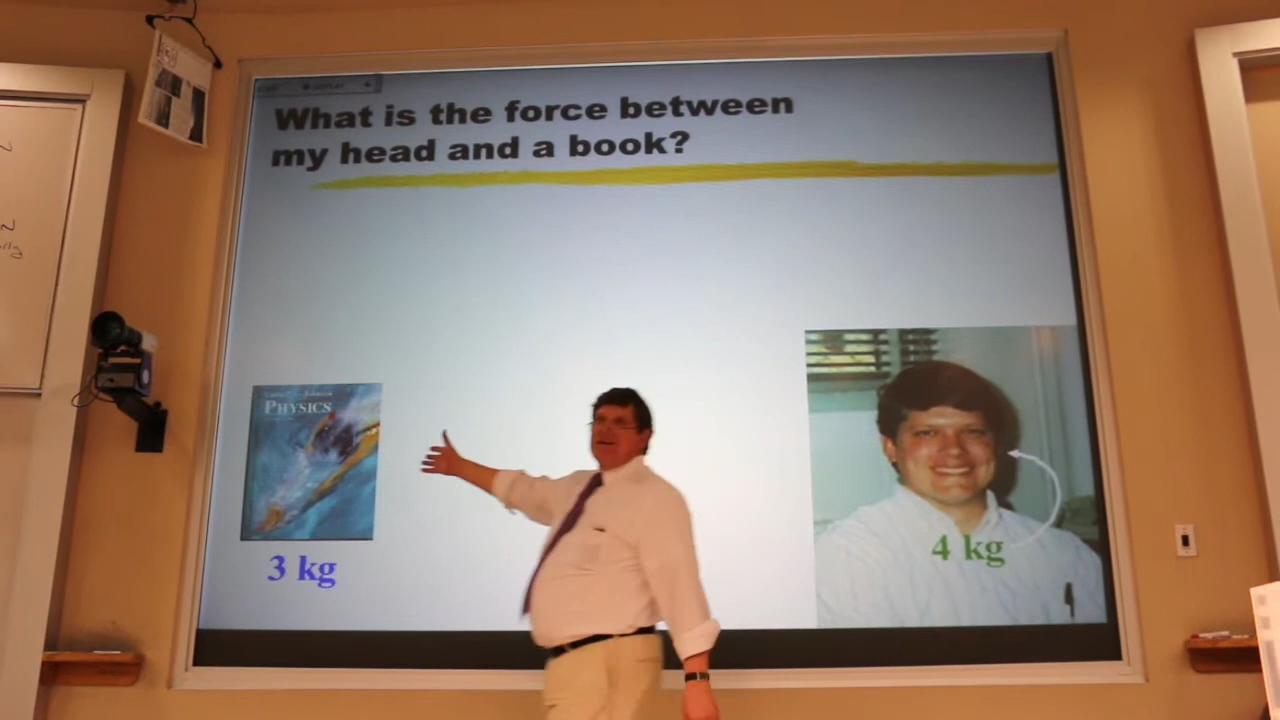 What is the force between
my head and a book?
PHYSICS
3 kg
4 kg